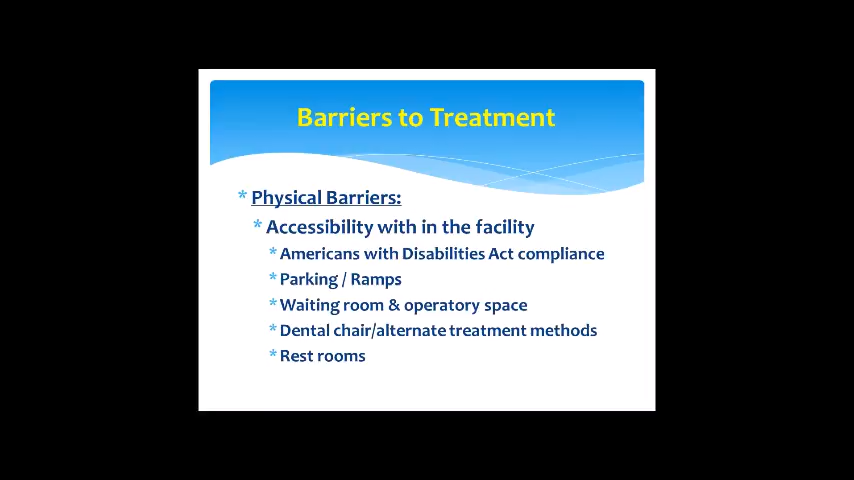 Barriers to Treatment
* Physical Barriers:
* Accessibility with in the facility
* Americans with Disabilities Act compliance
* Parking / Ramps
* Waiting room & operatory space
* Dental chair/alternate treatment methods
* Rest rooms